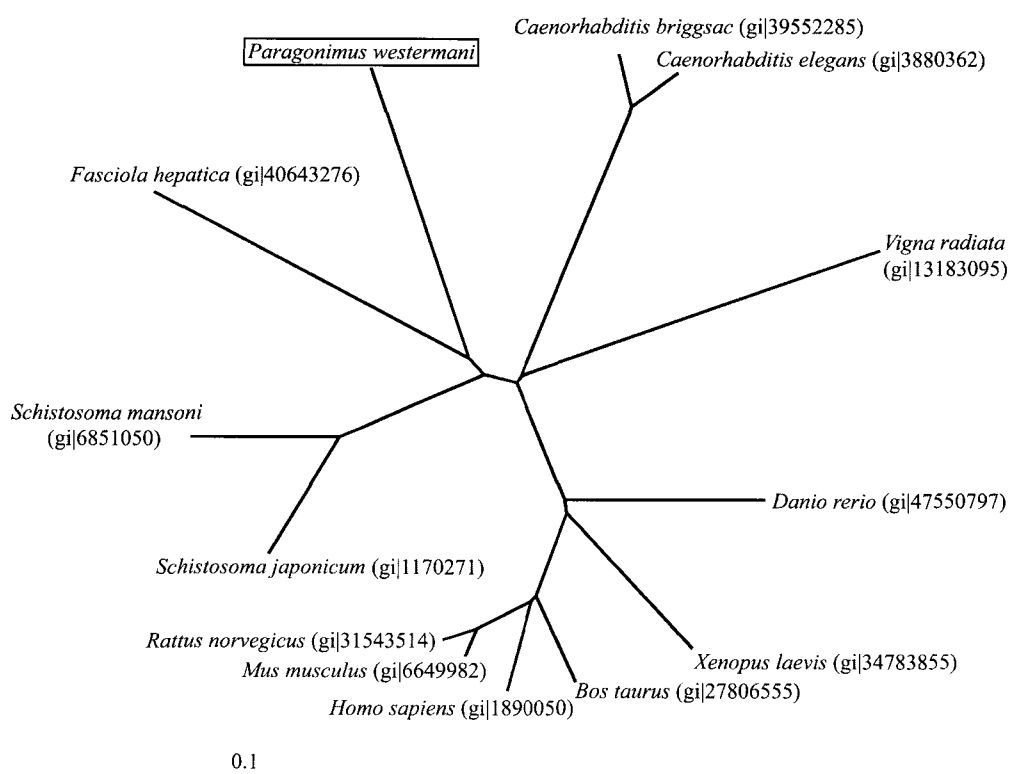 Caenorhabditis briggsac (gi|39552285)
Paragonimus westermani
Caenorhabditis elegans (gi|3880362)
Fasciola hepatica (gi|40643276)
Vigna radiata
(gi|13183095)
Schistosoma mansoni
(gi|6851050)
Danio rerio (gi|47550797)
Schistosoma japonicum (gi|1170271)
Rattus norvegicus (gi|31543514)
Mus musculus (gi|6649982)
Xenopus laevis (gi|34783855)
Bos taurus (gi|27806555)
Homo sapiens (gi|1890050)
0.1